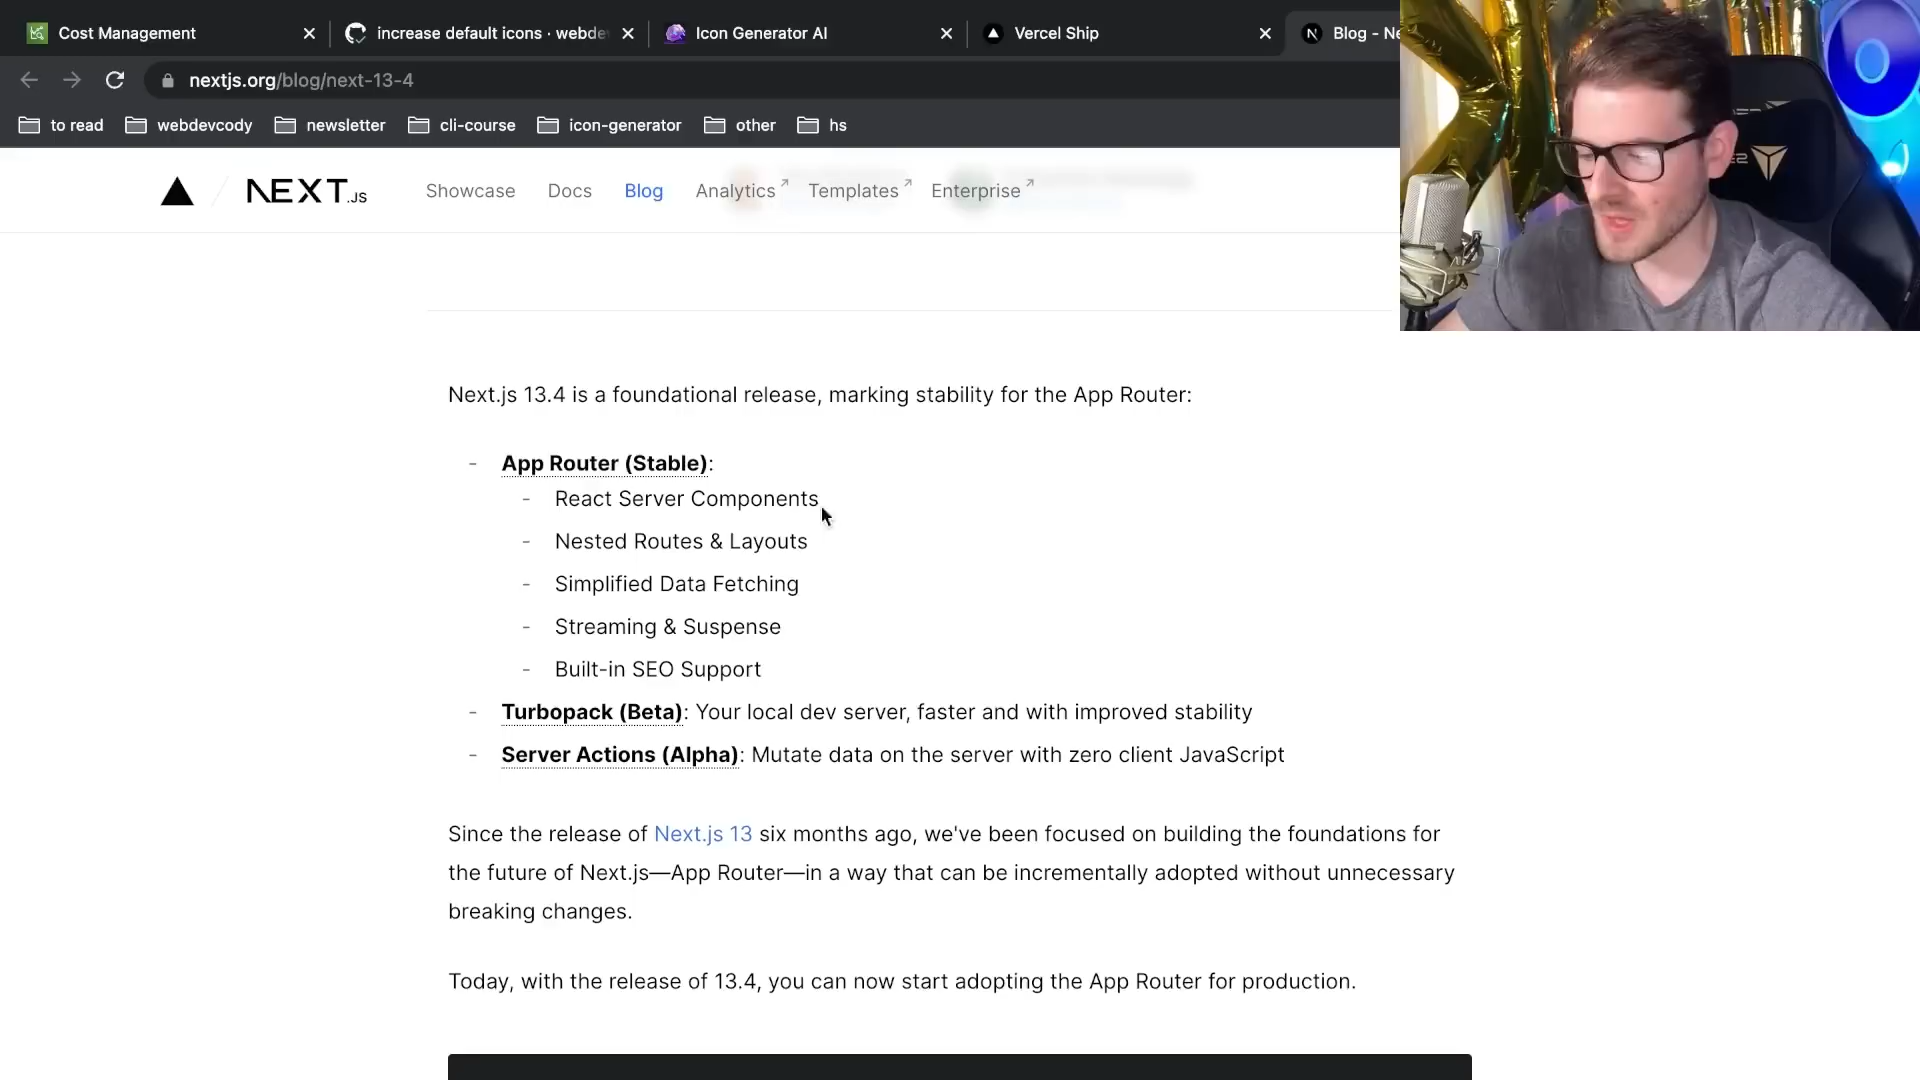 Cost Management
increase default icons · webde
Icon Generator AI
Vercel Ship
Blog - Ne
nextjs.org/blog/next-13-4
to read
webdevcody
newsletter
cli-course
icon-generator
other
hs
NEXT.JS
Showcase
Docs
Blog
Analytics
Templates
Enterprise
Next.js 13.4 is a foundational release, marking stability for the App Router:
- App Router (Stable):
- React Server Components
- Nested Routes & Layouts
- Simplified Data Fetching
- Streaming & Suspense
- Built-in SEO Support
- Turbopack (Beta): Your local dev server, faster and with improved stability
- Server Actions (Alpha): Mutate data on the server with zero client JavaScript
Since the release of Next.js 13 six months ago, we've been focused on building the foundations for
the future of Next.js—App Router—in a way that can be incrementally adopted without unnecessary
breaking changes.
Today, with the release of 13.4, you can now start adopting the App Router for production.